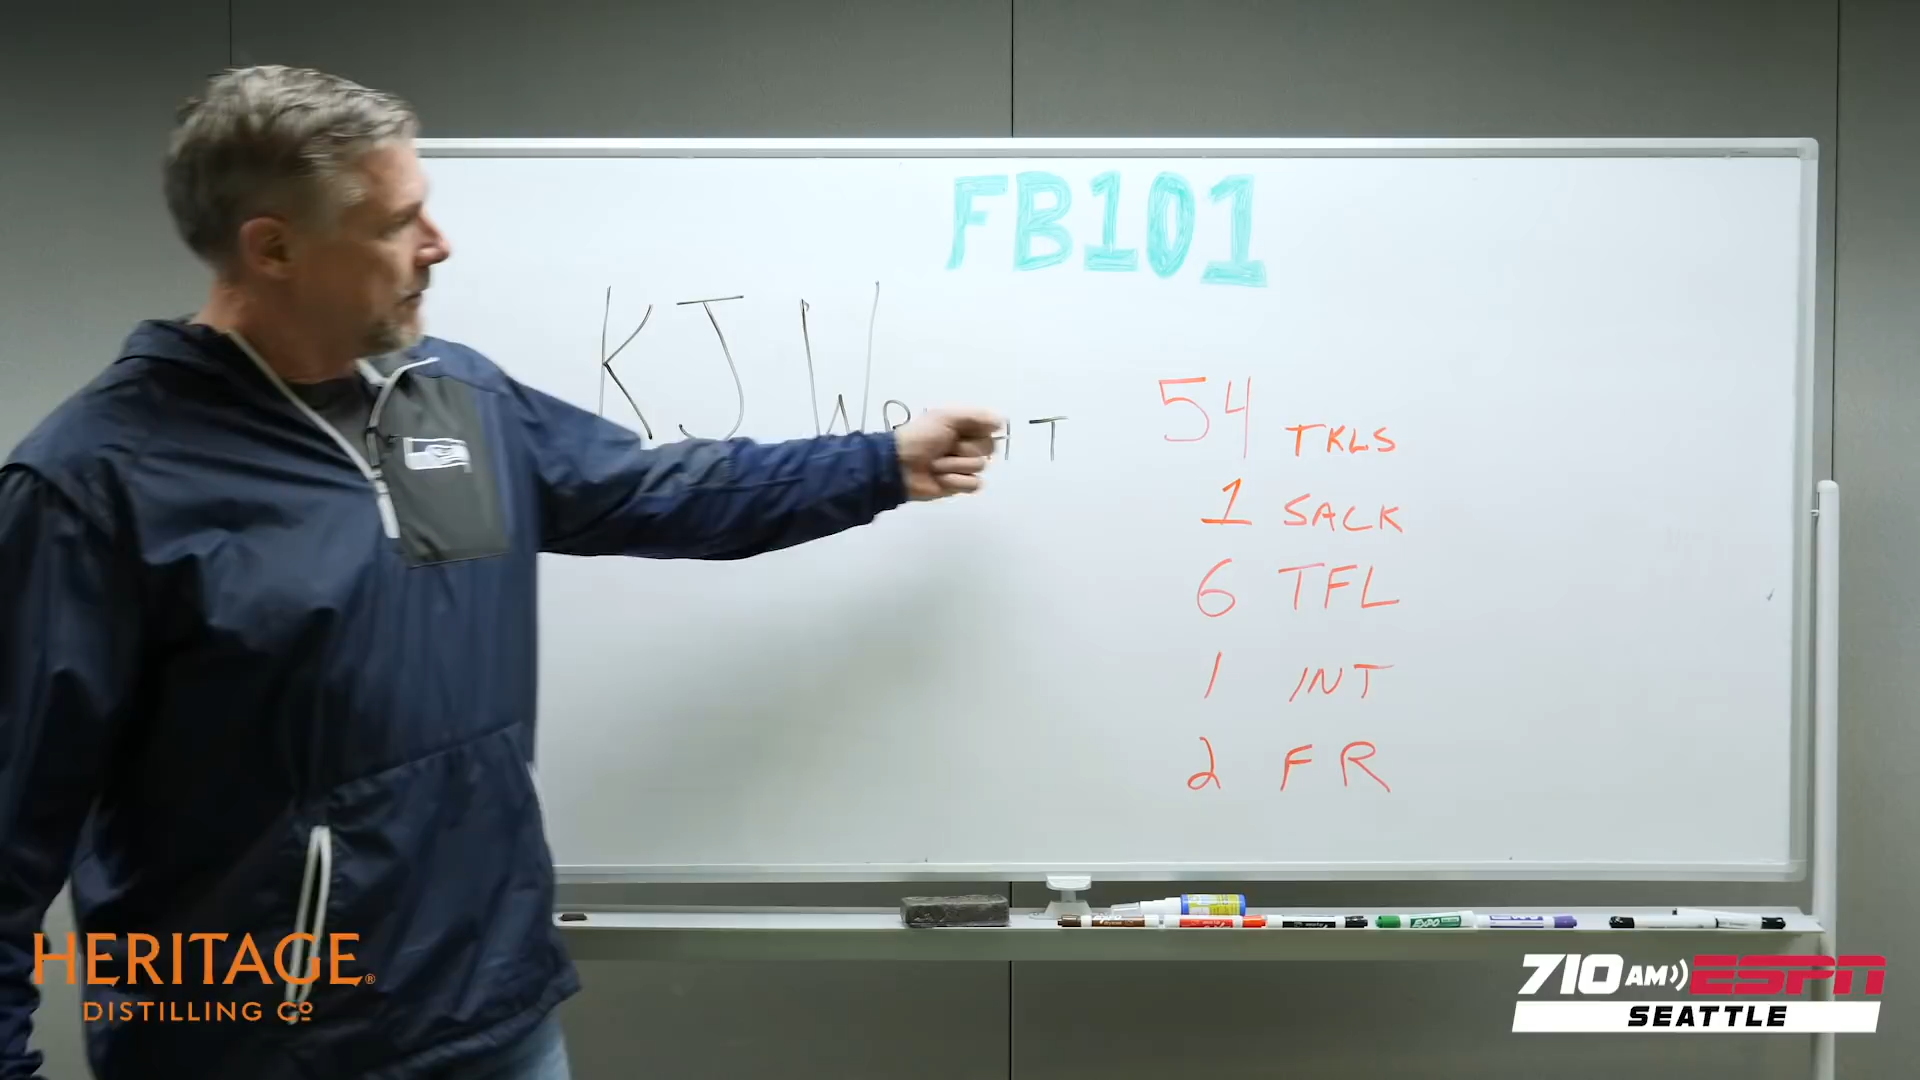 FB101
KJ W
54 TKLS
1 SACK
6 TFL
1 INT
2 FR
EXPO
HERITAGE®
DISTILLING Co
710 AM ESPN
SEATTLE